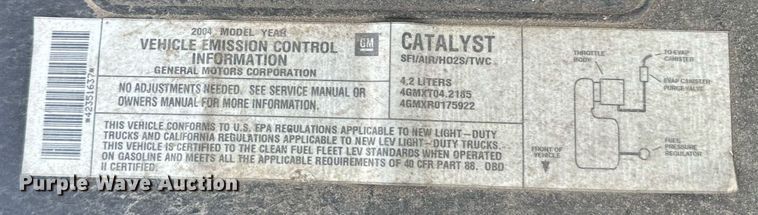 2004 MODEL YEAR
VEHICLE EMISSION CONTROL
INFORMATION
GENERAL MOTORS CORPORATION
GM
NO ADJUSTMENTS NEEDED. SEE SERVICE MANUAL OR
OWNERS MANUAL FOR MORE INFORMATION.
*42351637*
CATALYST
SFI/AIR/HO2S/TWC
4.2 LITERS
4GMXT04.2185
4GMXR0175922
THIS VEHICLE CONFORMS TO U.S. EPA REGULATIONS APPLICABLE TO NEW LIGHT-DUTY
TRUCKS AND CALIFORNIA REGULATIONS APPLICABLE TO NEW LEV LIGHT-DUTY TRUCKS.
THIS VEHICLE IS CERTIFIED TO THE CLEAN FUEL FLEET LEV STANDARDS WHEN OPERATED
ON GASOLINE AND MEETS ALL THE APPLICABLE REQUIREMENTS OF 40 CFR PART 88. OBD
II CERTIFIED.
THROTTLE
BODY
TO EVAP
CANISTER
EVAP CANISTER
PURGE VALVE
FUEL
PRESSURE
REGULATOR
FRONT OF
VEHICLE
Purple Wave Auction